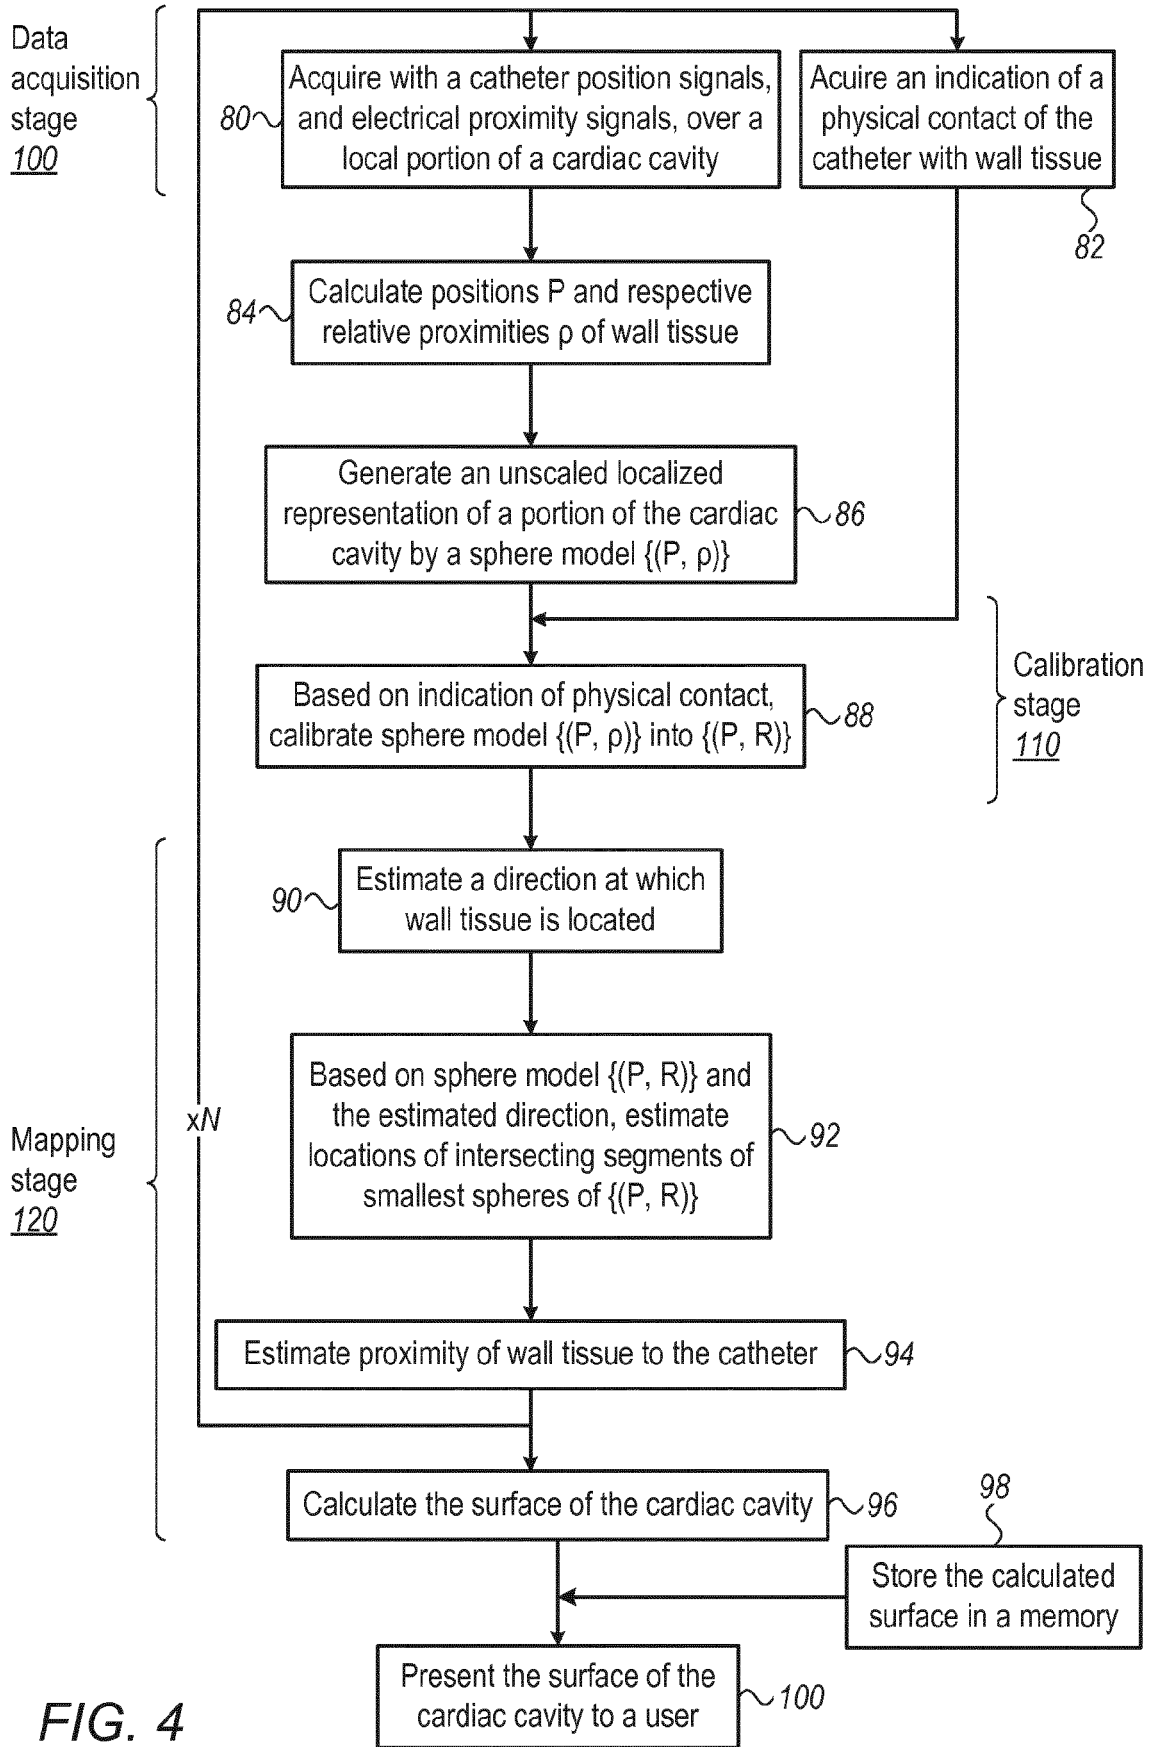 Data
acquisition
stage
100
80
Acquire with a catheter position signals,
and electrical proximity signals, over a
local portion of a cardiac cavity
Acuire an indication of a
physical contact of the
catheter with wall tissue
82
84
Calculate positions P and respective
relative proximities ρ of wall tissue
Generate an unscaled localized
representation of a portion of the cardiac
cavity by a sphere model {(P, ρ)}
86
Calibration
stage
110
Based on indication of physical contact,
calibrate sphere model {(P, ρ)} into {(P, R)}
88
90
Estimate a direction at which
wall tissue is located
Mapping
stage
120
xN
Based on sphere model {(P, R)} and
the estimated direction, estimate
locations of intersecting segments of
smallest spheres of {(P, R)}
92
Estimate proximity of wall tissue to the catheter
94
Calculate the surface of the cardiac cavity
96
98
Store the calculated
surface in a memory
Present the surface of the
cardiac cavity to a user
100
FIG. 4